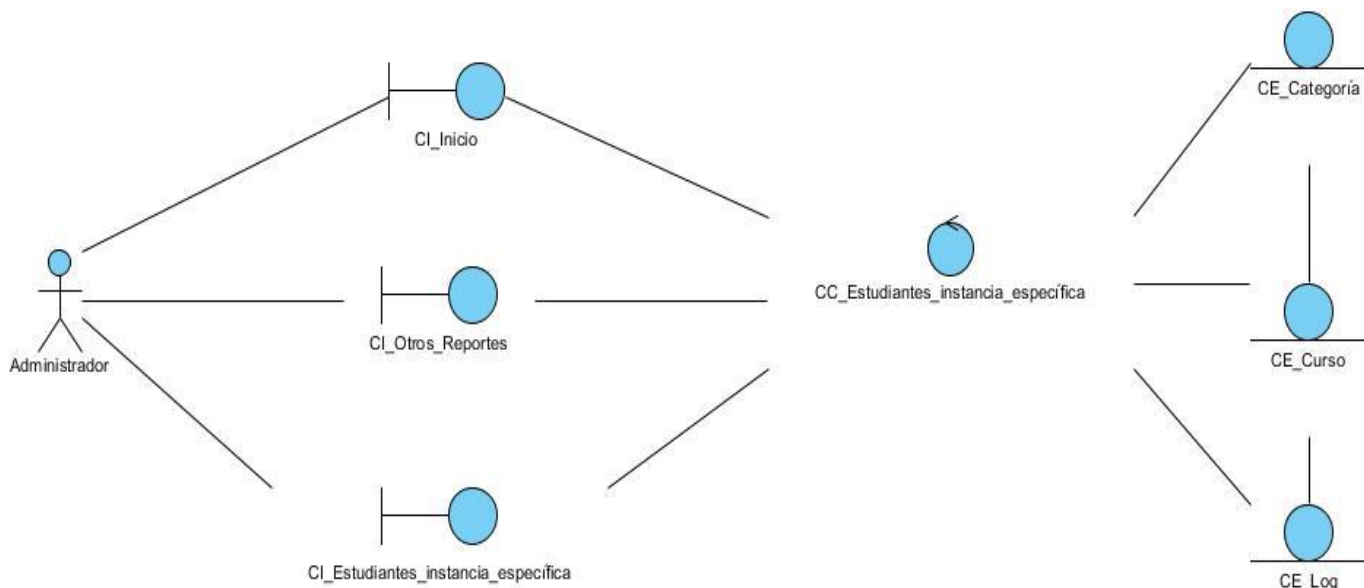 CE_Categoría
CI_Inicio
CC_Estudiantes_instancia_específica
CI_Otros_Reportes
Administrador
CE_Curso
CI_Estudiantes_instancia_específica
CE_Log